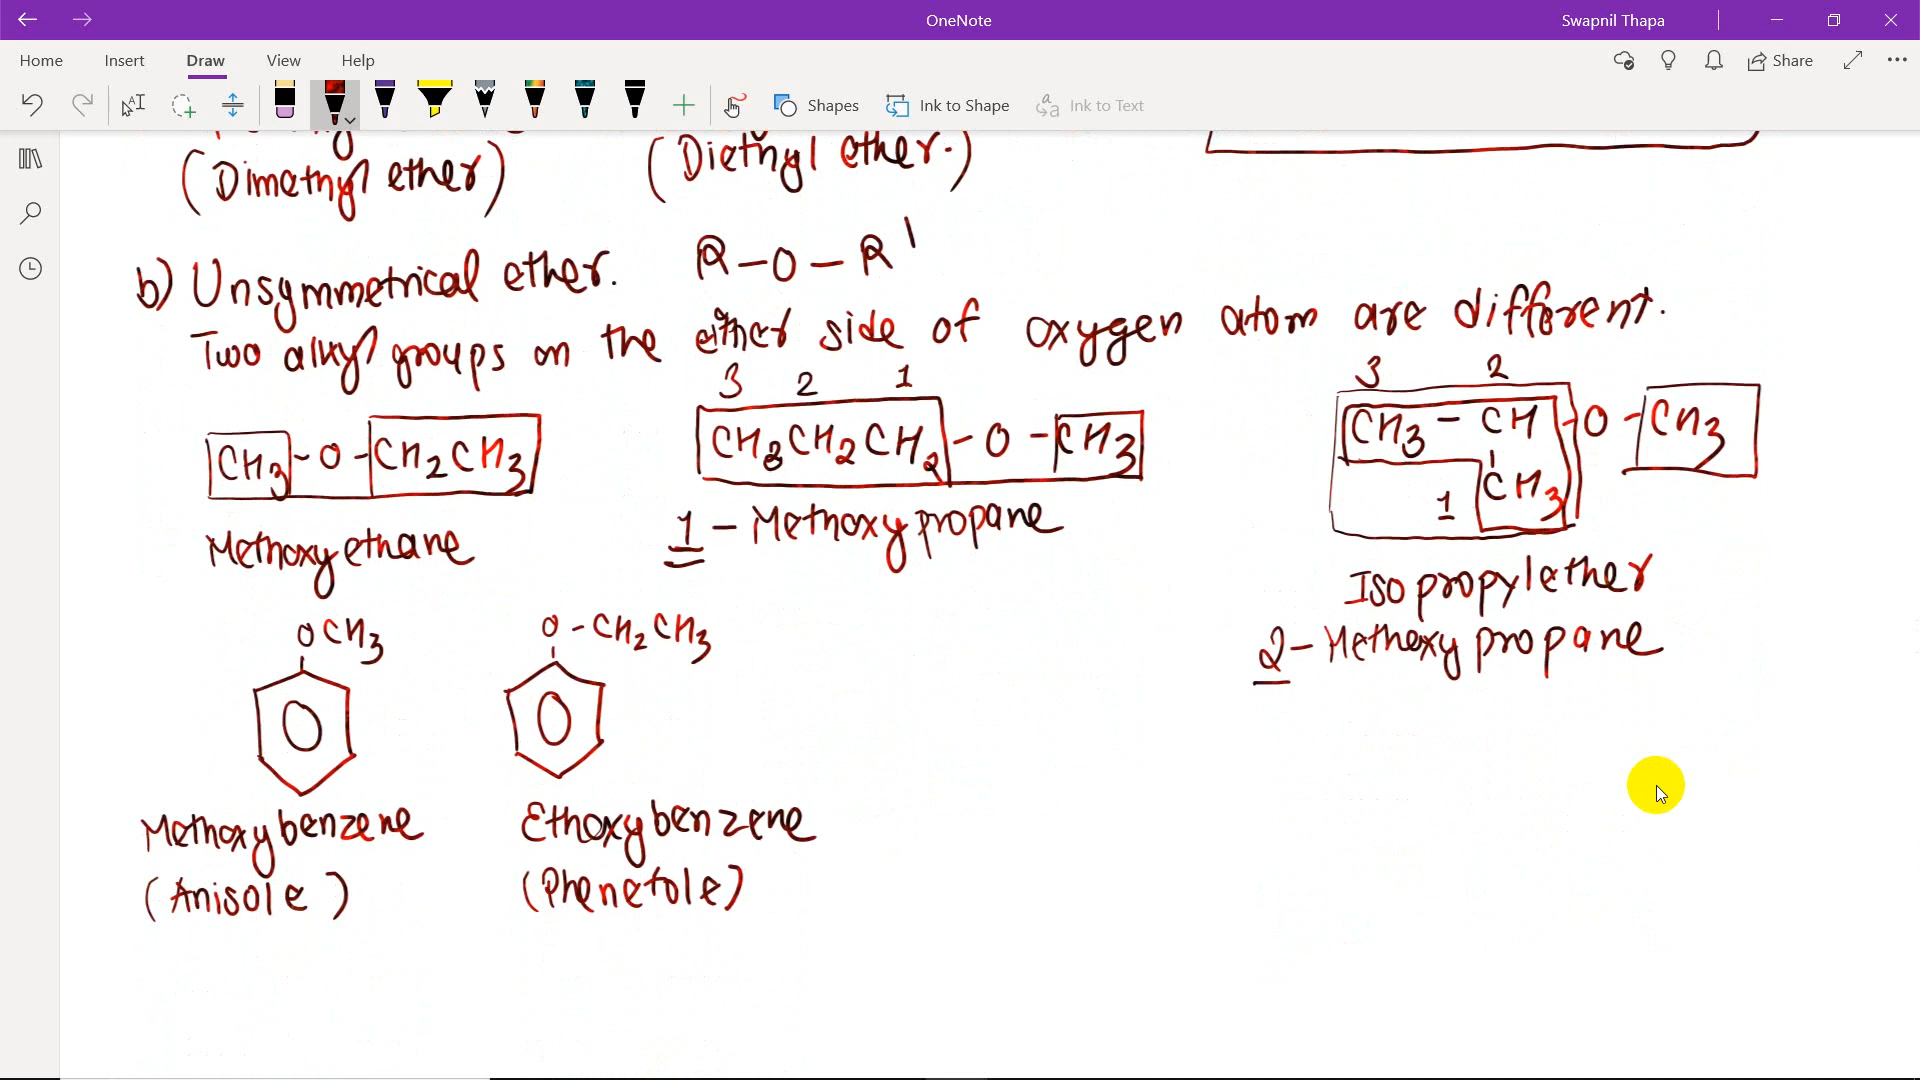 OneNote
Swapnil Thapa
Home Insert Draw View Help
Share
Shapes Ink to Shape Ink to Text
(Dimethyl ether) (Diethyl ether.)
b) Unsymmetrical ether. R-O-R'
Two alkyl groups on the either side of oxygen atom are different.
3 2 1
3 2
CH3-O-CH2CH3
CH3CH2CH2-O-CH3
CH3-CH-O-CH3
1 CH3
Methoxyethane
1-Methoxypropane
Isopropylether
2-Methoxypropane
OCH3
O-CH2CH3
Methoxybenzene
(Anisole)
Ethoxybenzene
(Phenetole)